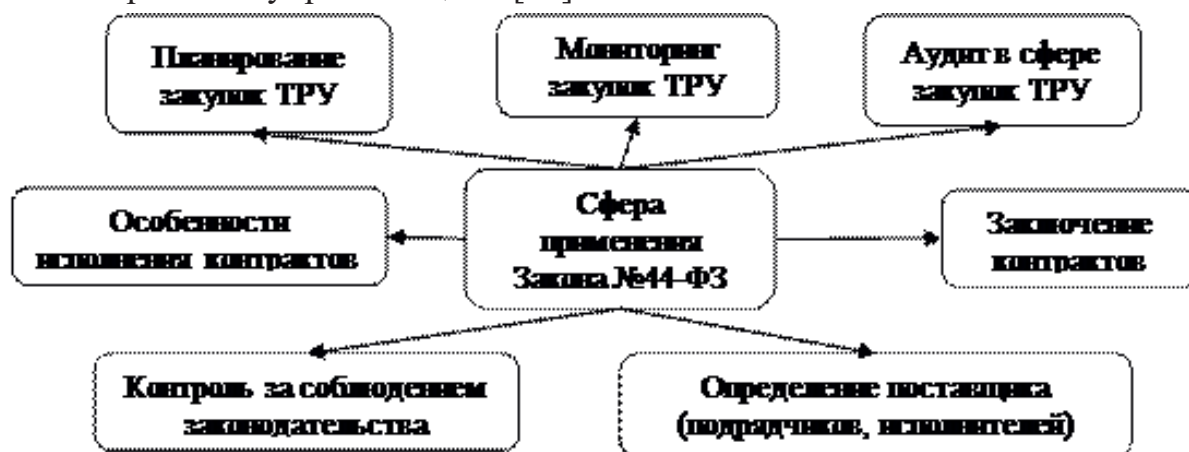 Планирование
закупок ТРУ
Мониторинг
закупок ТРУ
Аудит в сфере
закупок ТРУ
Особенности
исполнения контрактов
Сфера
применения
Закона №44-ФЗ
Заключение
контрактов
Контроль за соблюдением
законодательства
Определение поставщика
(подрядчиков, исполнителей)